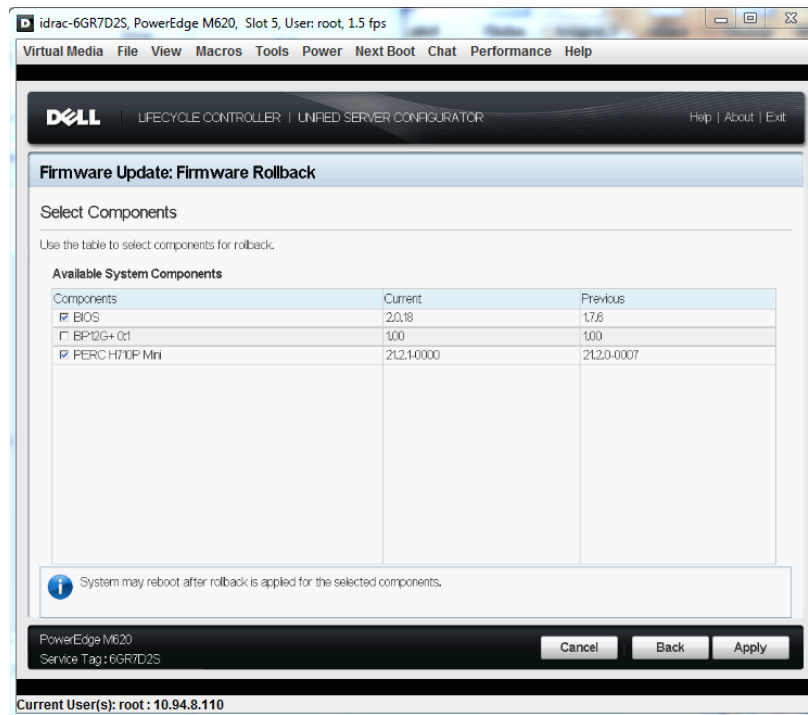 idrac-6GR7D2S, PowerEdge M620, Slot 5, User: root, 1.5 fps
Virtual Media File View Macros Tools Power Next Boot Chat Performance Help
DELL LIFECYCLE CONTROLLER | UNIFIED SERVER CONFIGURATOR Help | About | Exit
Firmware Update: Firmware Rollback
Select Components
Use the table to select components for rollback.
Available System Components
Components Current Previous
BIOS 2.0.18 1.7.6
BP12G+ 0:1 1.00 1.00
PERC H710P Mini 21.2.1-0000 21.2.0-0007
System may reboot after rollback is applied for the selected components.
PowerEdge M620
Service Tag: 6GR7D2S
Cancel Back Apply
Current User(s): root : 10.94.8.110